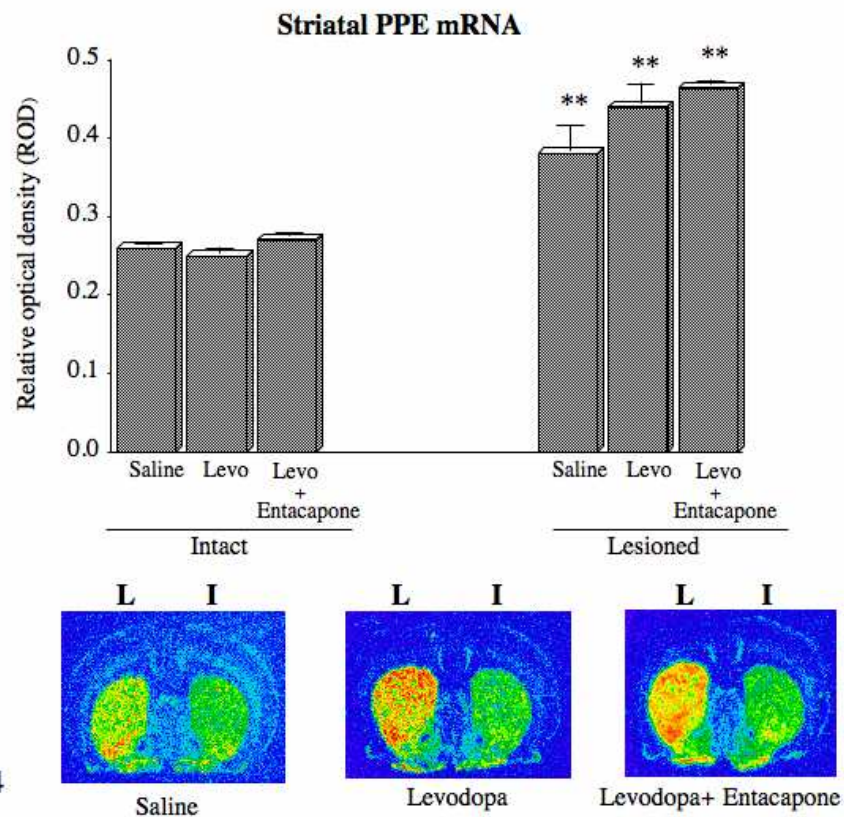 Striatal PPE mRNA
Relative optical density (ROD)
0.5
0.4
0.3
0.2
0.1
0.0
** ** **
Saline Levo Levo + Entacapone Saline Levo Levo + Entacapone
Intact Lesioned
L I L I L I
4
Saline Levodopa Levodopa+ Entacapone